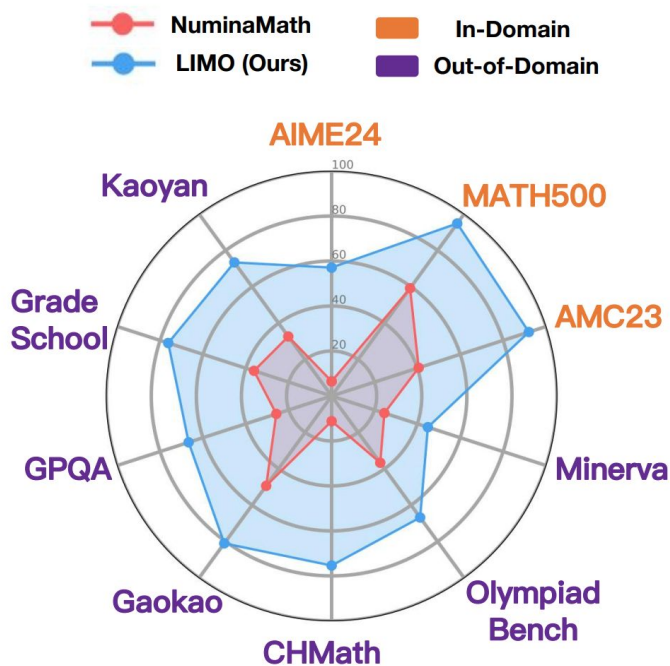 NuminaMath
In-Domain
LIMO (Ours)
Out-of-Domain
AIME24
100
Kaoyan
MATH500
80
60
Grade
School
AMC23
40
20
GPQA
Minerva
Gaokao
Olympiad
Bench
CHMath